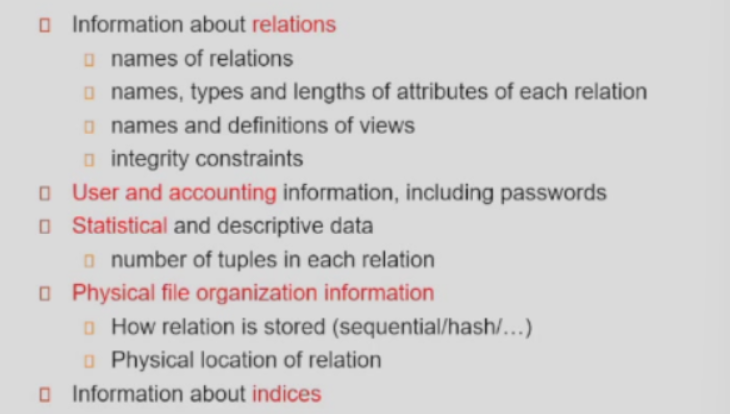 Information about relations
names of relations
names, types and lengths of attributes of each relation
names and definitions of views
integrity constraints
User and accounting information, including passwords
Statistical and descriptive data
number of tuples in each relation
Physical file organization information
How relation is stored (sequential/hash/…)
Physical location of relation
Information about indices